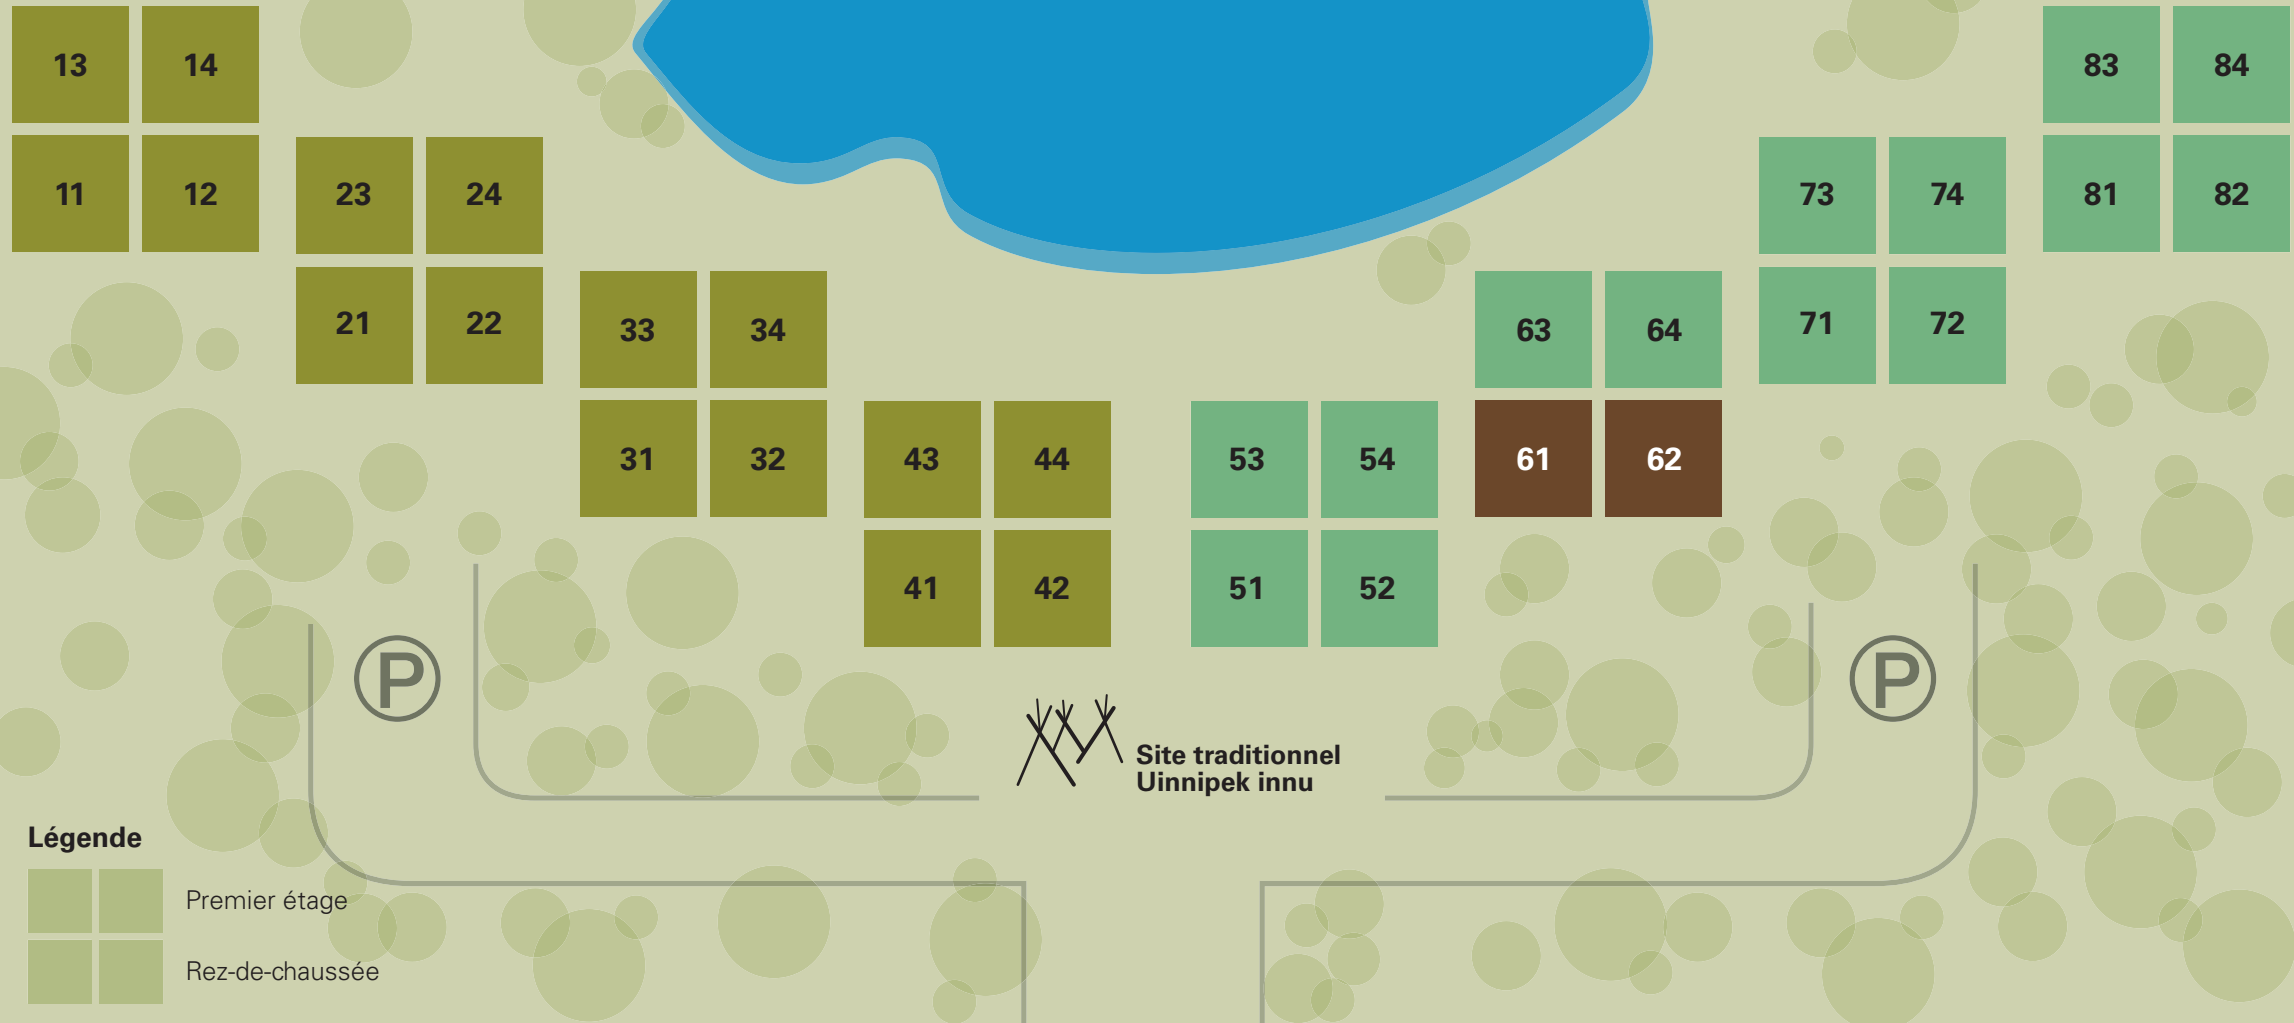 13 14
83 84
11 12
23 24
73 74
81 82
21 22
33 34
63 64
71 72
31 32
43 44
53 54
61 62
41 42
51 52
P
P
Site traditionnel
Uinnipek innu
Légende
Premier étage
Rez-de-chaussée